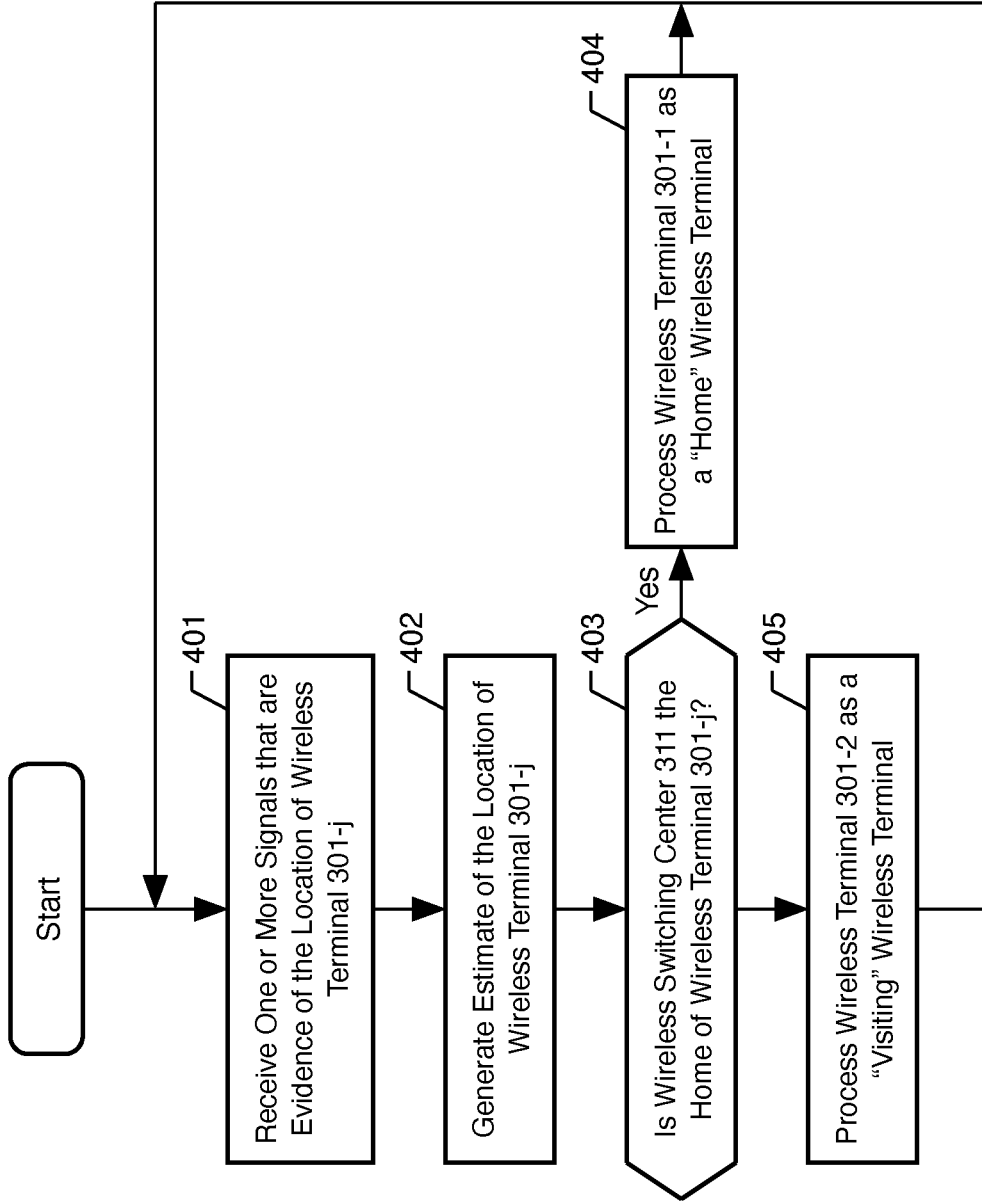 Start
401
Receive One or More Signals that are
Evidence of the Location of Wireless
Terminal 301-j
402
Generate Estimate of the Location of
Wireless Terminal 301-j
403
Is Wireless Switching Center 311 the
Home of Wireless Terminal 301-j?
Yes
404
Process Wireless Terminal 301-1 as
a “Home” Wireless Terminal
405
Process Wireless Terminal 301-2 as a
“Visiting” Wireless Terminal